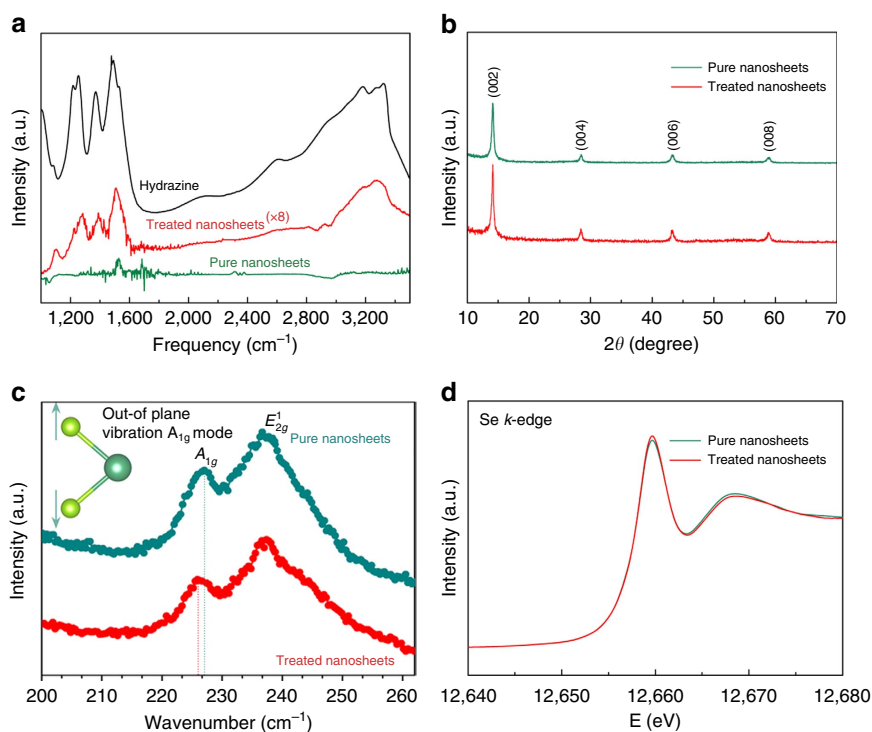 a
Intensity (a.u.)
Hydrazine
Treated nanosheets (×8)
Pure nanosheets
1,200 1,600 2,000 2,400 2,800 3,200
Frequency (cm⁻¹)
b
Intensity (a.u.)
Pure nanosheets
Treated nanosheets
(002)
(004)
(006)
(008)
10 20 30 40 50 60 70
2θ (degree)
c
Intensity (a.u.)
Out-of plane
vibration A₁g mode
A₁g
E¹₂g
Pure nanosheets
Treated nanosheets
200 210 220 230 240 250 260
Wavenumber (cm⁻¹)
d
Intensity (a.u.)
Se k-edge
Pure nanosheets
Treated nanosheets
12,640 12,650 12,660 12,670 12,680
E (eV)